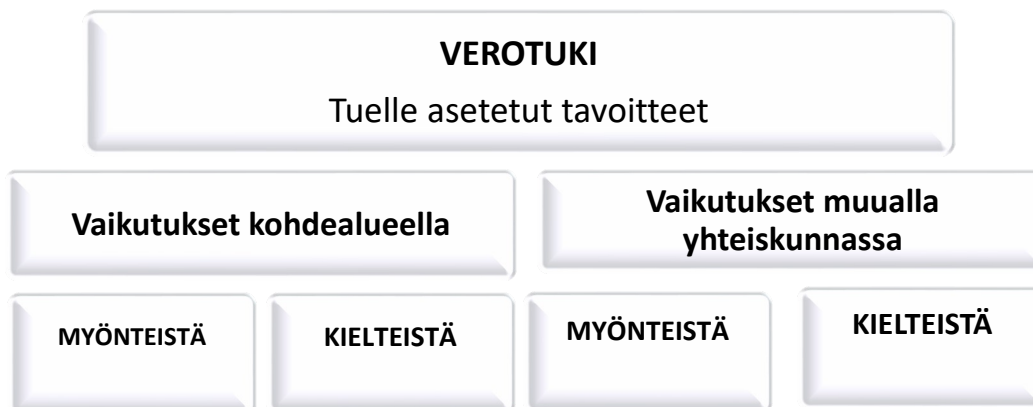 VEROTUKI
Tuelle asetetut tavoitteet
Vaikutukset kohdealueella
Vaikutukset muualla
yhteiskunnassa
MYÖNTEISTÄ
KIELTEISTÄ
MYÖNTEISTÄ
KIELTEISTÄ